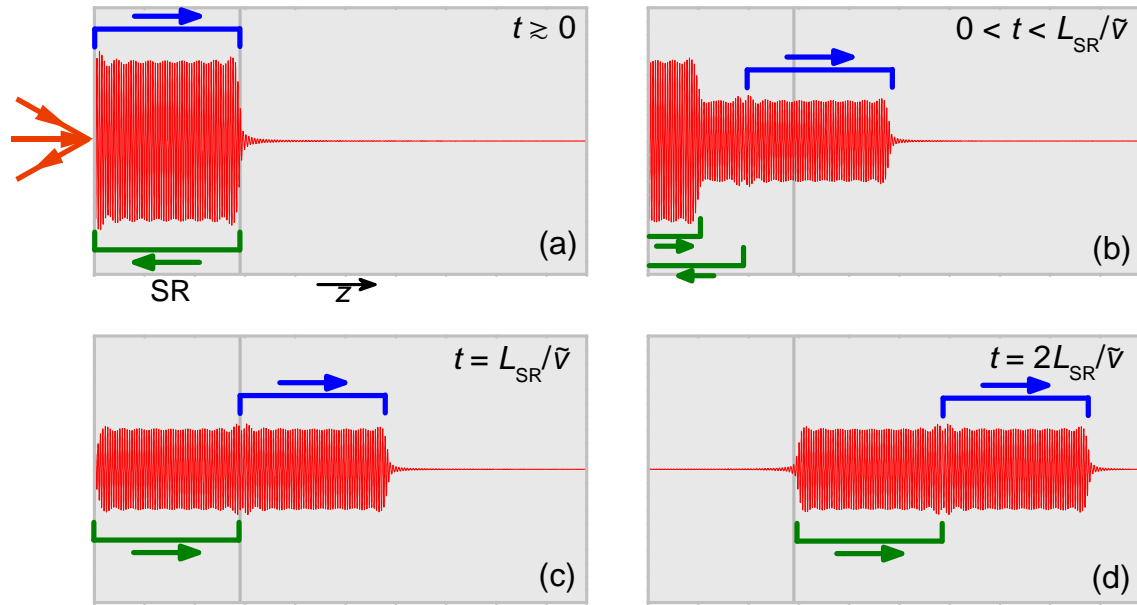 t ≳ 0
(a)
SR
z
0 < t < L_SR/ṽ
(b)
t = L_SR/ṽ
(c)
t = 2L_SR/ṽ
(d)